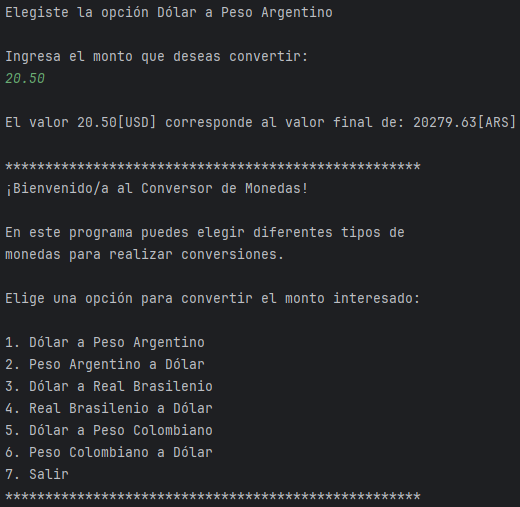 Elegiste la opción Dólar a Peso Argentino
Ingresa el monto que deseas convertir:
20.50
El valor 20.50[USD] corresponde al valor final de: 20279.63[ARS]
****************************************************
¡Bienvenido/a al Conversor de Monedas!
En este programa puedes elegir diferentes tipos de
monedas para realizar conversiones.
Elige una opción para convertir el monto interesado:
1. Dólar a Peso Argentino
2. Peso Argentino a Dólar
3. Dólar a Real Brasilenio
4. Real Brasilenio a Dólar
5. Dólar a Peso Colombiano
6. Peso Colombiano a Dólar
7. Salir
****************************************************